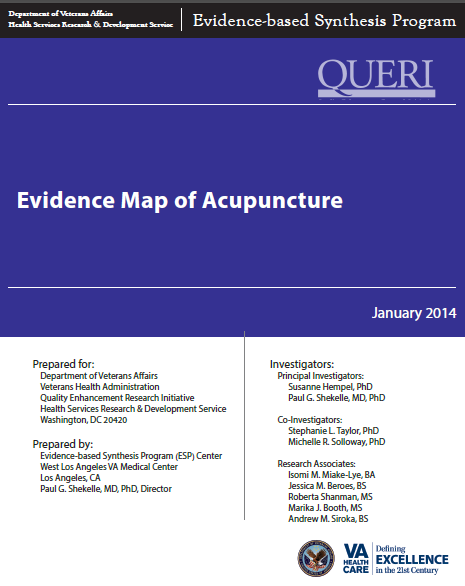 Department of Veterans Affairs
Health Services Research & Development Service
Evidence-based Synthesis Program
QUERI
Evidence Map of Acupuncture
January 2014
Prepared for:
Department of Veterans Affairs
Veterans Health Administration
Quality Enhancement Research Initiative
Health Services Research & Development Service
Washington, DC 20420
Prepared by:
Evidence-based Synthesis Program (ESP) Center
West Los Angeles VA Medical Center
Los Angeles, CA
Paul G. Shekelle, MD, PhD, Director
Investigators:
Principal Investigators:
Susanne Hempel, PhD
Paul G. Shekelle, MD, PhD
Co-Investigators:
Stephanie L. Taylor, PhD
Michelle R. Solloway, PhD
Research Associates:
Isomi M. Miake-Lye, BA
Jessica M. Beroes, BS
Roberta Shanman, MS
Marika J. Booth, MS
Andrew M. Siroka, BS
VA
HEALTH
CARE
Defining
EXCELLENCE
in the 21st Century